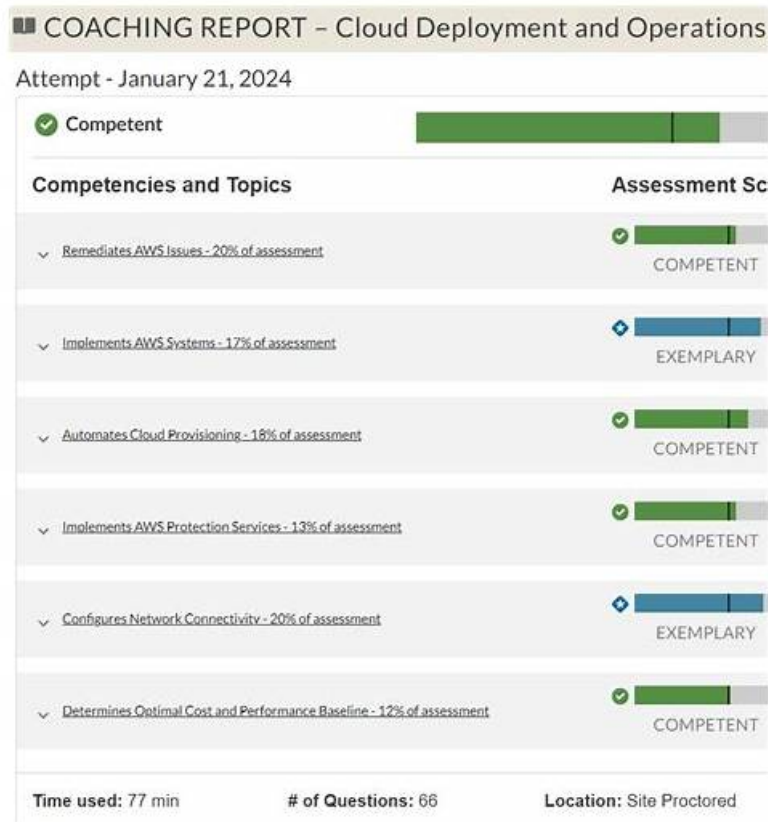 COACHING REPORT – Cloud Deployment and Operations
Attempt - January 21, 2024
Competent
Competencies and Topics Assessment Sc
Remediates AWS Issues - 20% of assessment
COMPETENT
Implements AWS Systems - 17% of assessment
EXEMPLARY
Automates Cloud Provisioning - 18% of assessment
COMPETENT
Implements AWS Protection Services - 13% of assessment
COMPETENT
Configures Network Connectivity - 20% of assessment
EXEMPLARY
Determines Optimal Cost and Performance Baseline - 12% of assessment
COMPETENT
Time used: 77 min # of Questions: 66 Location: Site Proctored